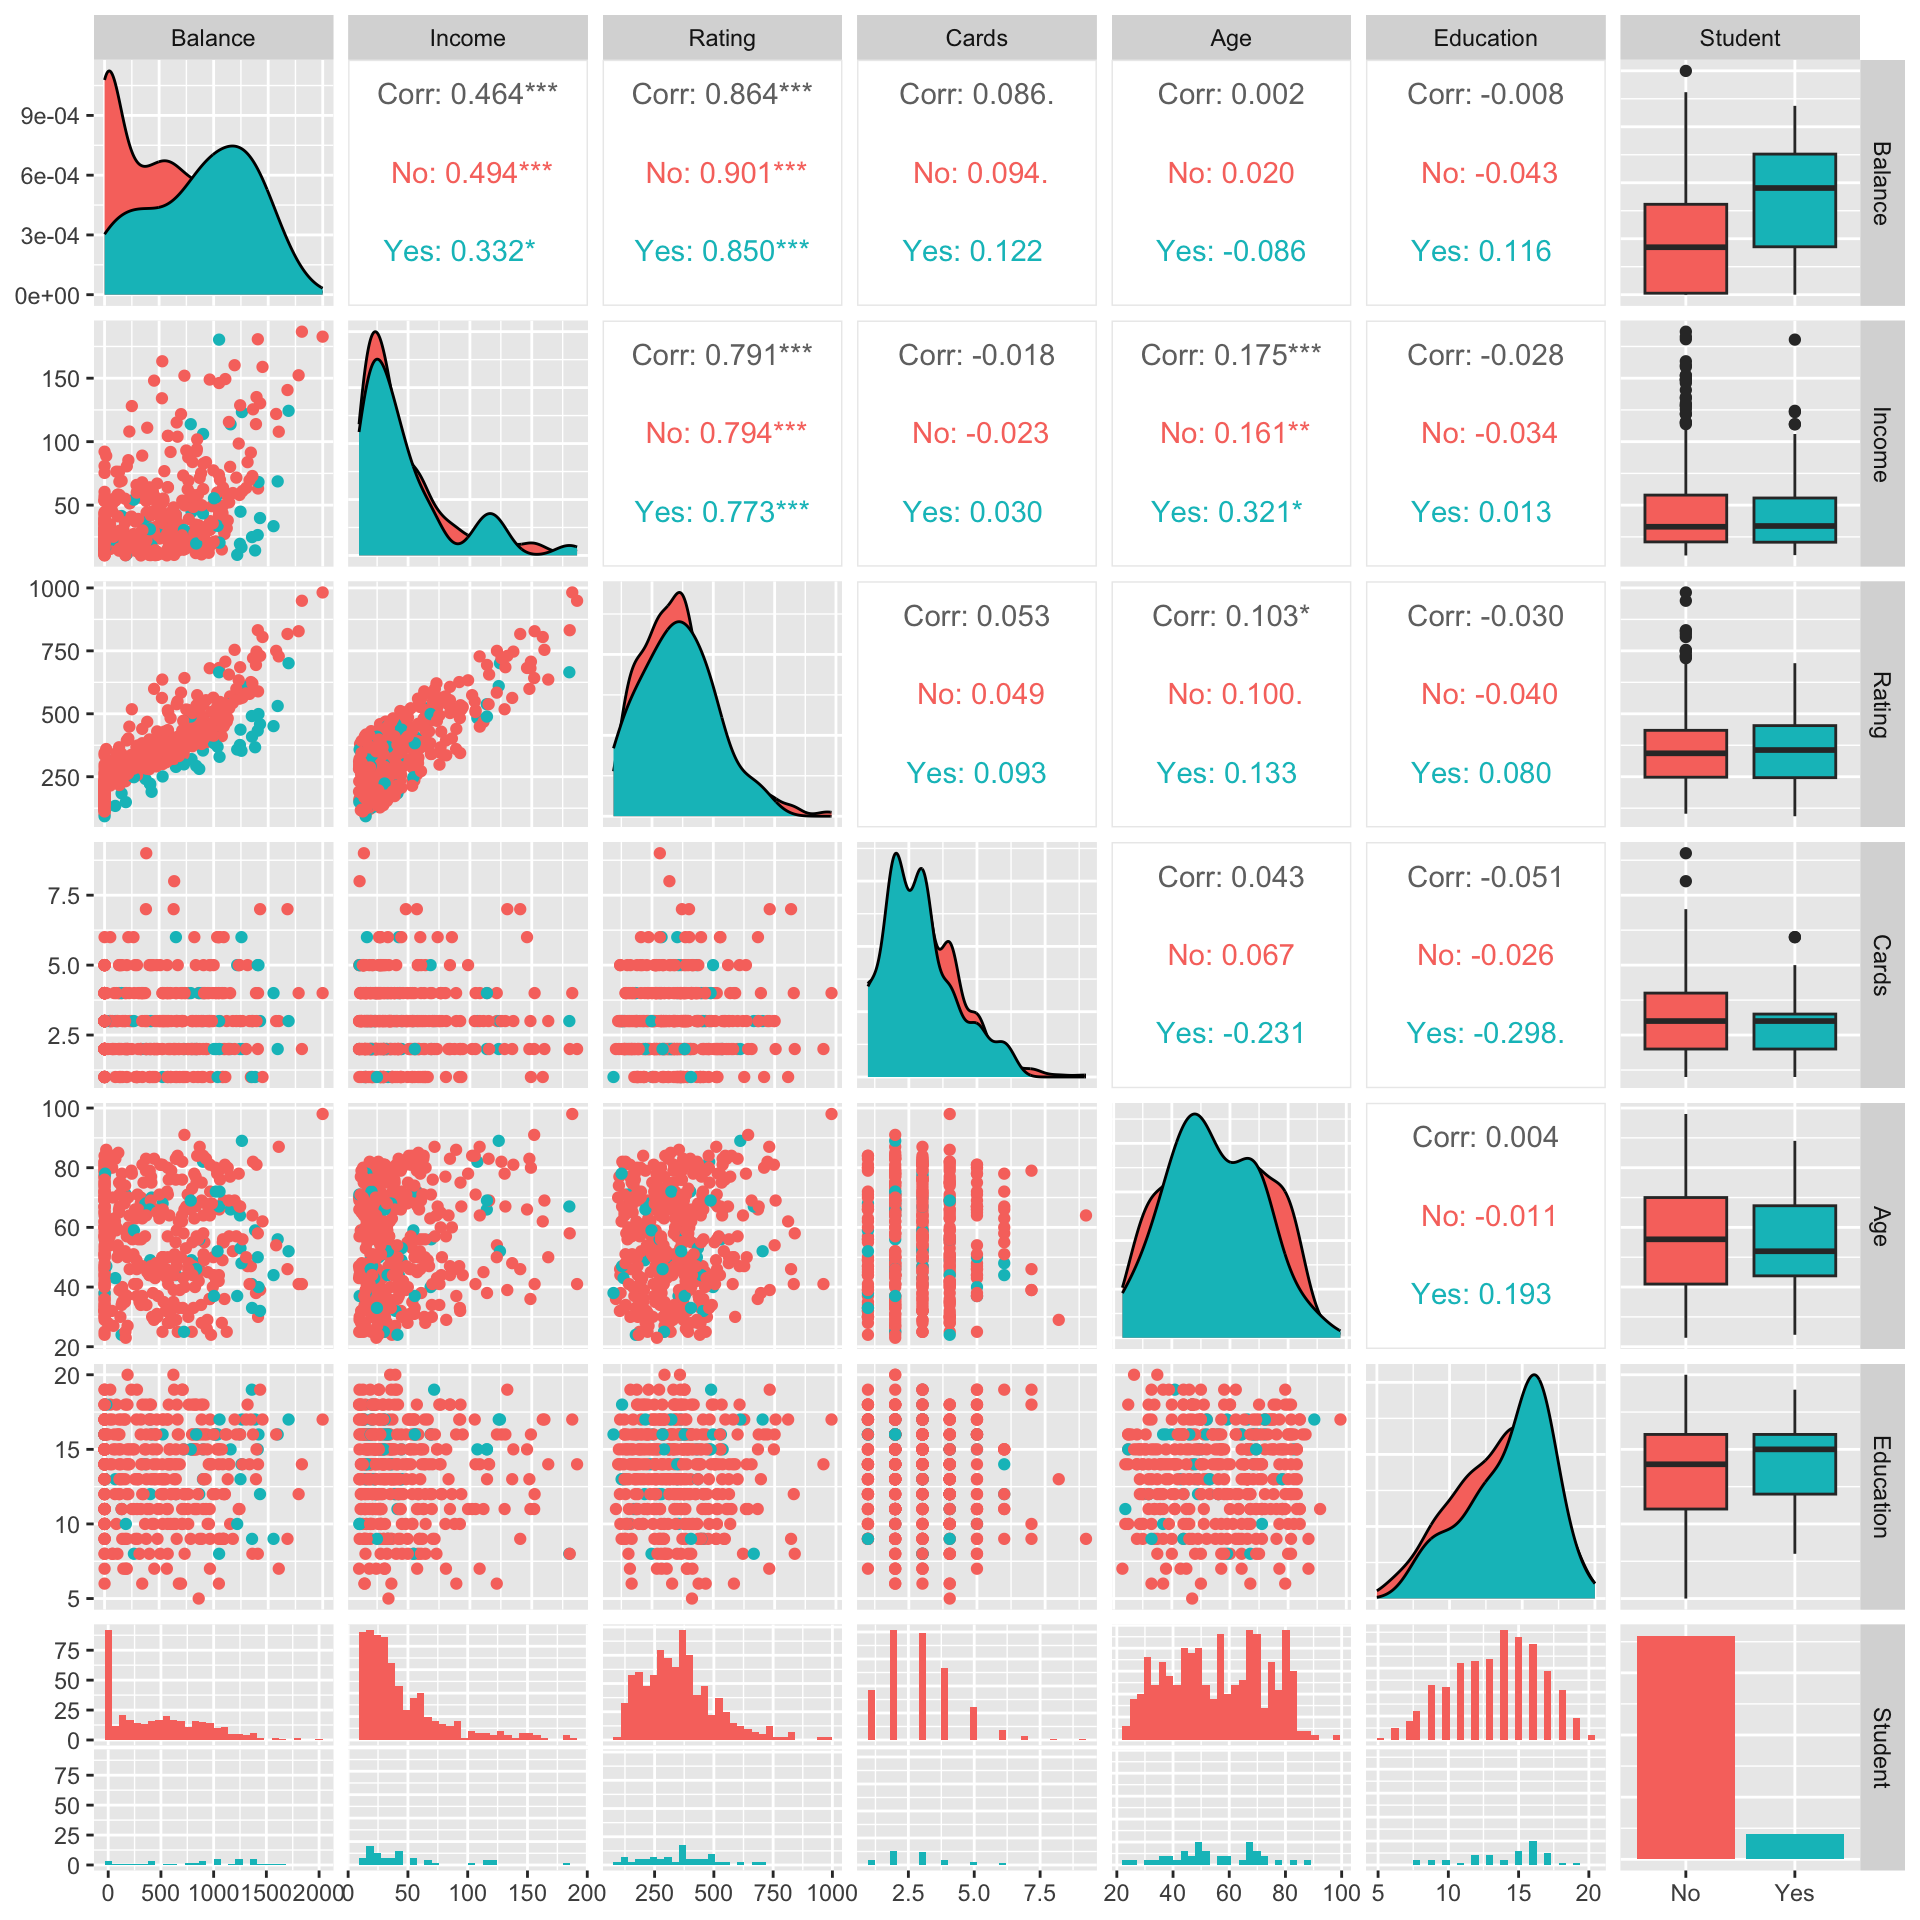 Balance Income Rating Cards Age Education Student
9e-04
6e-04
3e-04
0e+00
Corr: 0.464***
No: 0.494***
Yes: 0.332*
Corr: 0.864***
No: 0.901***
Yes: 0.850***
Corr: 0.086.
No: 0.094.
Yes: 0.122
Corr: 0.002
No: 0.020
Yes: -0.086
Corr: -0.008
No: -0.043
Yes: 0.116
Balance
150
100
50
Corr: 0.791***
No: 0.794***
Yes: 0.773***
Corr: -0.018
No: -0.023
Yes: 0.030
Corr: 0.175***
No: 0.161**
Yes: 0.321*
Corr: -0.028
No: -0.034
Yes: 0.013
Income
1000
750
500
250
Corr: 0.053
No: 0.049
Yes: 0.093
Corr: 0.103*
No: 0.100.
Yes: 0.133
Corr: -0.030
No: -0.040
Yes: 0.080
Rating
7.5
5.0
2.5
Corr: 0.043
No: 0.067
Yes: -0.231
Corr: -0.051
No: -0.026
Yes: -0.298.
Cards
100
80
60
40
20
Corr: 0.004
No: -0.011
Yes: 0.193
Age
20
15
10
5
Education
75
50
25
0
75
50
25
0
Student
0 500 1000 1500 2000
0 50 100 150 200
250 500 750 1000
2.5 5.0 7.5
20 40 60 80 100
5 10 15 20
No Yes